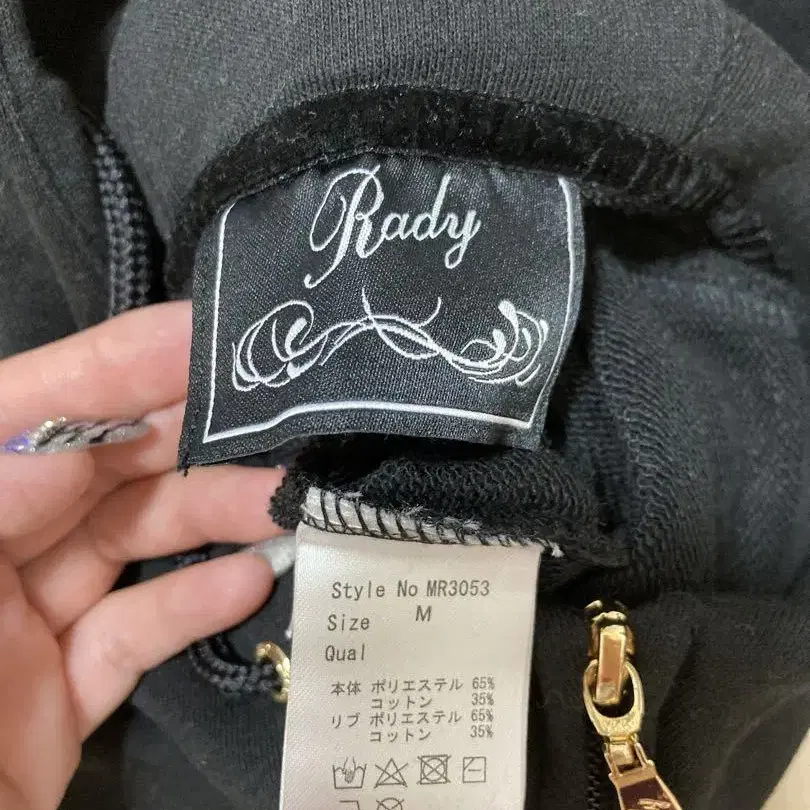 Rady
Style No MR3053
Size M
Qual
本体 ポリエステル 65%
コットン 35%
リブ ポリエステル 65%
コットン 35%